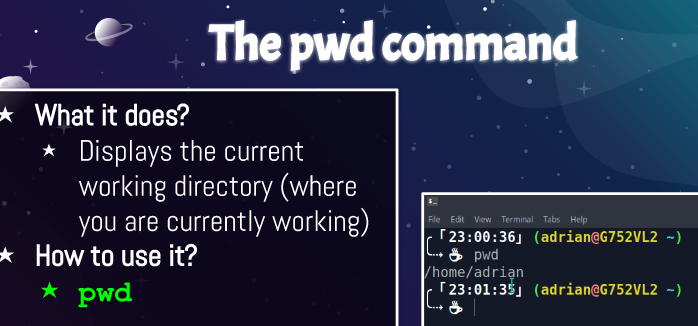 The pwd command
What it does?
Displays the current
working directory (where
you are currently working)
How to use it?
pwd
File Edit View Terminal Tabs Help
「23:00:36」 (adrian@G752VL2 ~)
pwd
/home/adrian
「23:01:35」 (adrian@G752VL2 ~)